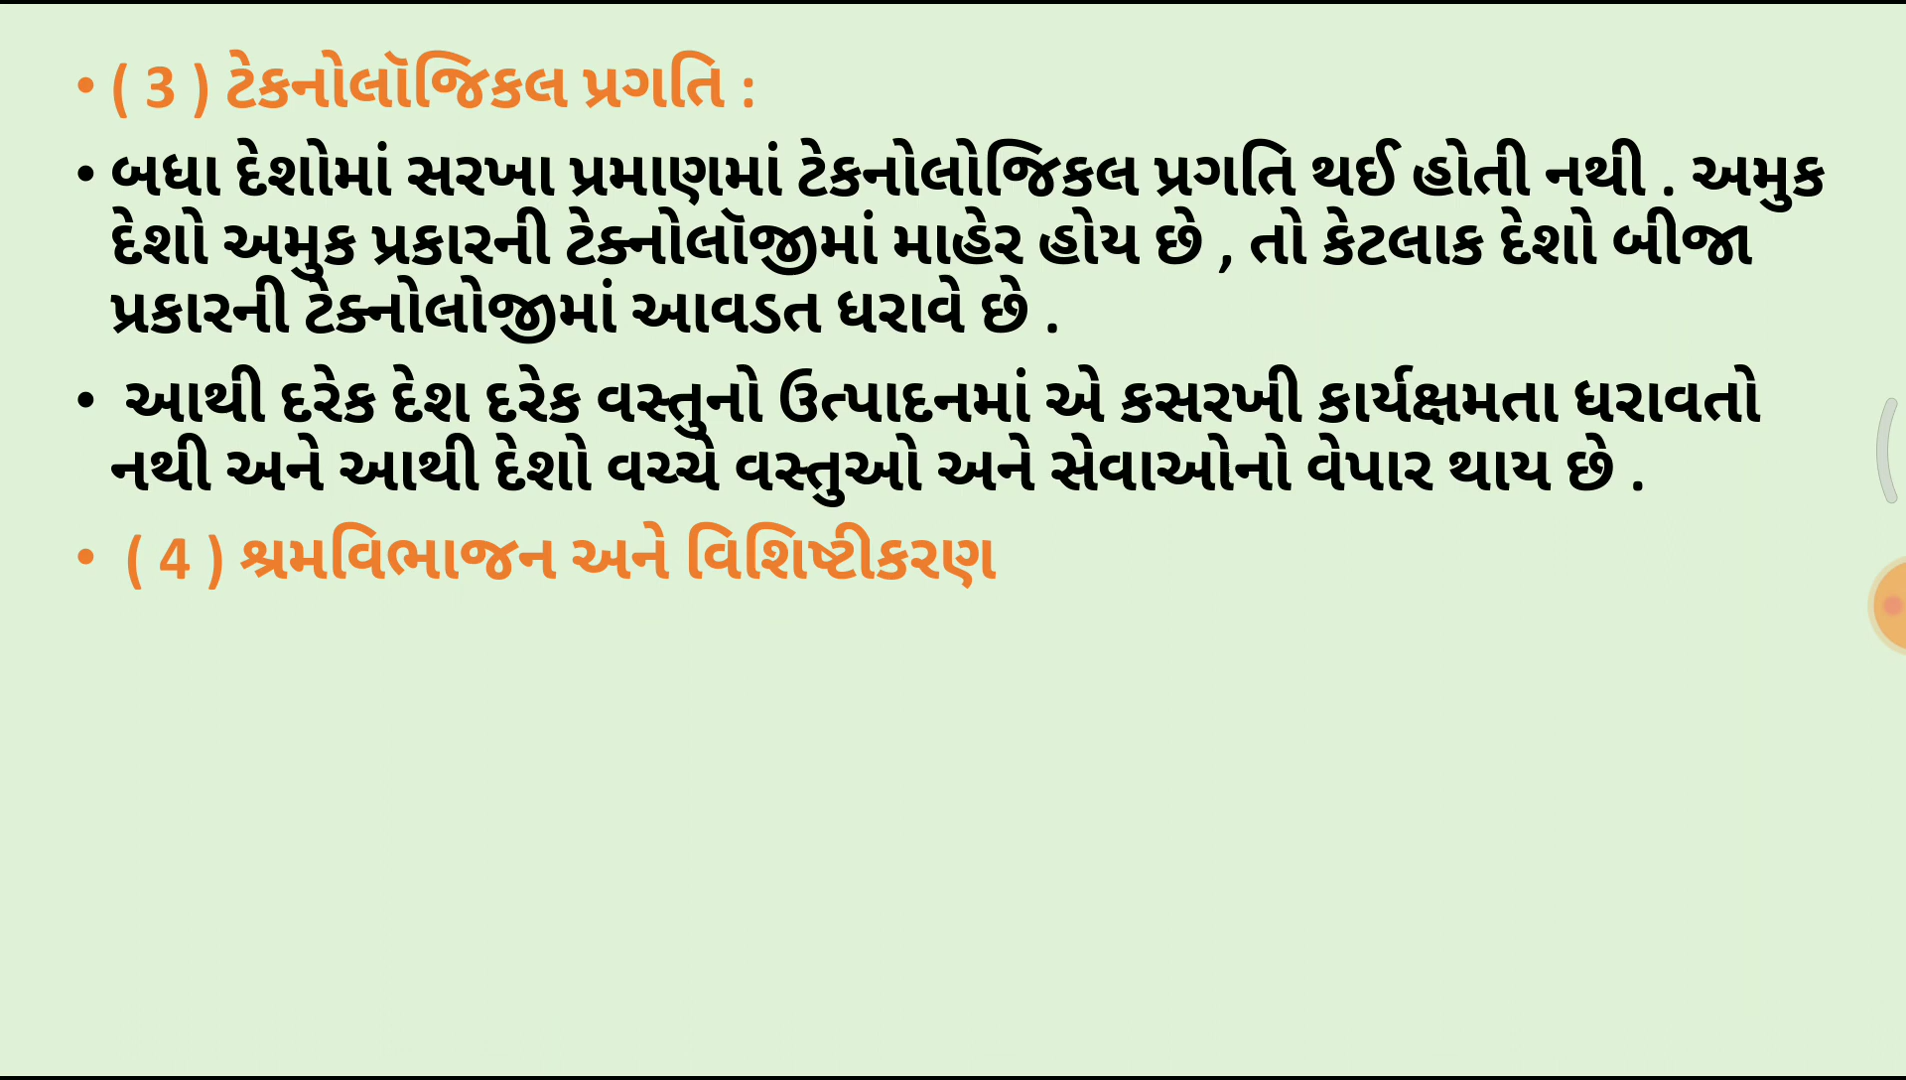 • ( 3 ) ટેકનોલૉજિકલ પ્રગતિ :
• બધા દેશોમાં સરખા પ્રમાણમાં ટેકનોલોજિકલ પ્રગતિ થઈ હોતી નથી . અમુક
દેશો અમુક પ્રકારની ટેક્નોલૉજીમાં માહેર હોય છે , તો કેટલાક દેશો બીજા
પ્રકારની ટેક્નોલોજીમાં આવડત ધરાવે છે .
• આથી દરેક દેશ દરેક વસ્તુનો ઉત્પાદનમાં એ કસરખી કાર્યક્ષમતા ધરાવતો
નથી અને આથી દેશો વચ્ચે વસ્તુઓ અને સેવાઓનો વેપાર થાય છે .
• ( 4 ) શ્રમવિભાજન અને વિશિષ્ટીકરણ